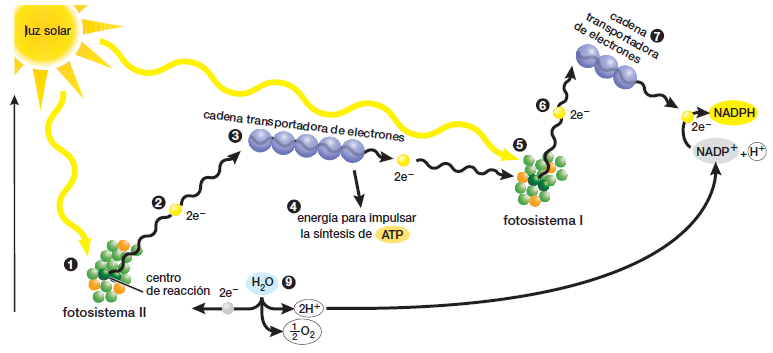 luz solar
cadena 7
transportadora
de electrones
cadena transportadora de electrones
3
6
2e⁻
NADPH
2e⁻
NADP⁺ + H⁺
5
2e⁻
2
2e⁻
4
energía para impulsar
la síntesis de ATP
fotosistema I
1
centro
de reacción
fotosistema II
2e⁻
H₂O 9
2H⁺
½O₂